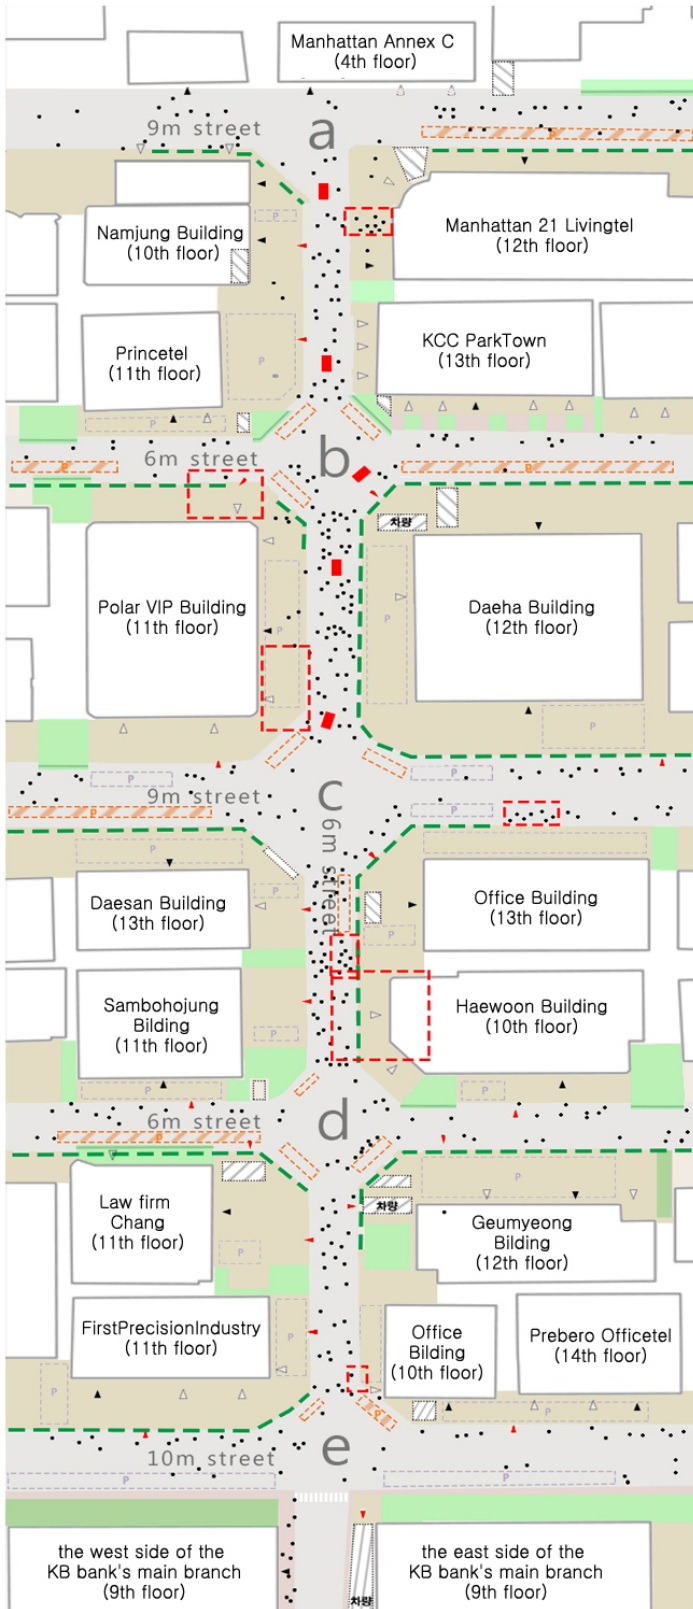 Manhattan Annex C
(4th floor)
9m street
a
P
Namjung Building
(10th floor)
P
Manhattan 21 Livingtel
(12th floor)
Princetel
(11th floor)
P
KCC ParkTown
(13th floor)
P
6m street
b
P
P
차량
Polar VIP Building
(11th floor)
P
Daeha Building
(12th floor)
P
P
P
P
9m street
c
P
P
6m street
Daesan Building
(13th floor)
P
Office Building
(13th floor)
P
Sambohojung
Bilding
(11th floor)
P
Haewoon Building
(10th floor)
P
6m street
d
P
Law firm
Chang
(11th floor)
P
차량
P
Geumyeong
Bilding
(12th floor)
FirstPrecisionIndustry
(11th floor)
P
P
Office
Bilding
(10th floor)
Prebero Officetel
(14th floor)
P
P
10m street
e
P
P
the west side of the
KB bank's main branch
(9th floor)
the east side of the
KB bank's main branch
(9th floor)
차량